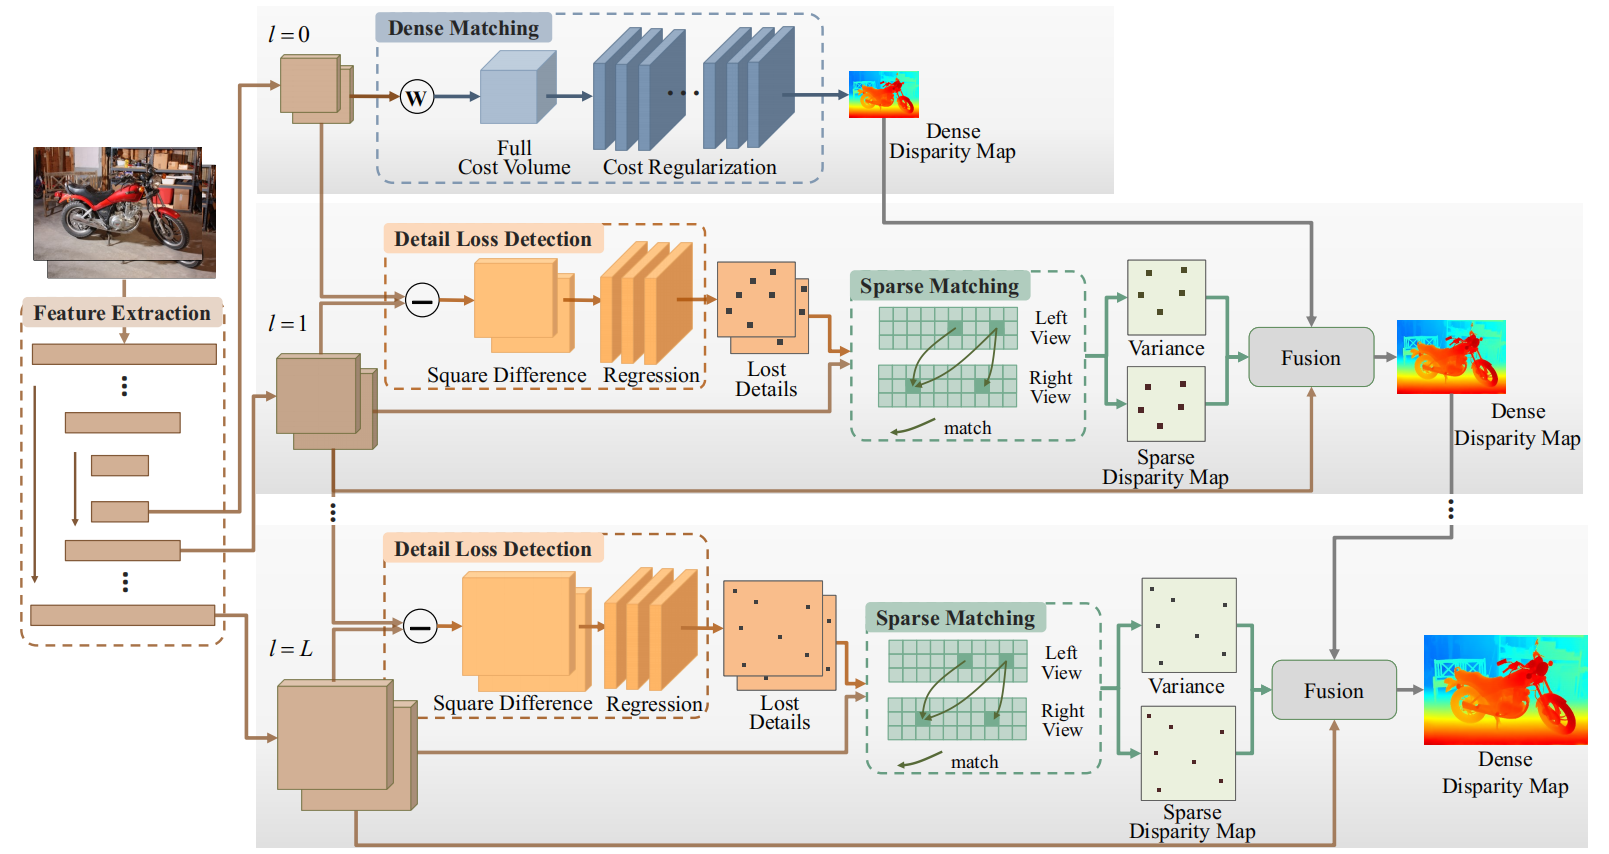 l = 0
Dense Matching
W
Full
Cost Volume
Cost Regularization
Dense
Disparity Map
Feature Extraction
l = 1
Detail Loss Detection
Square Difference
Regression
Lost
Details
Sparse Matching
Left
View
Right
View
match
Variance
Sparse
Disparity Map
Fusion
Dense
Disparity Map
l = L
Detail Loss Detection
Square Difference
Regression
Lost
Details
Sparse Matching
Left
View
Right
View
match
Variance
Sparse
Disparity Map
Fusion
Dense
Disparity Map